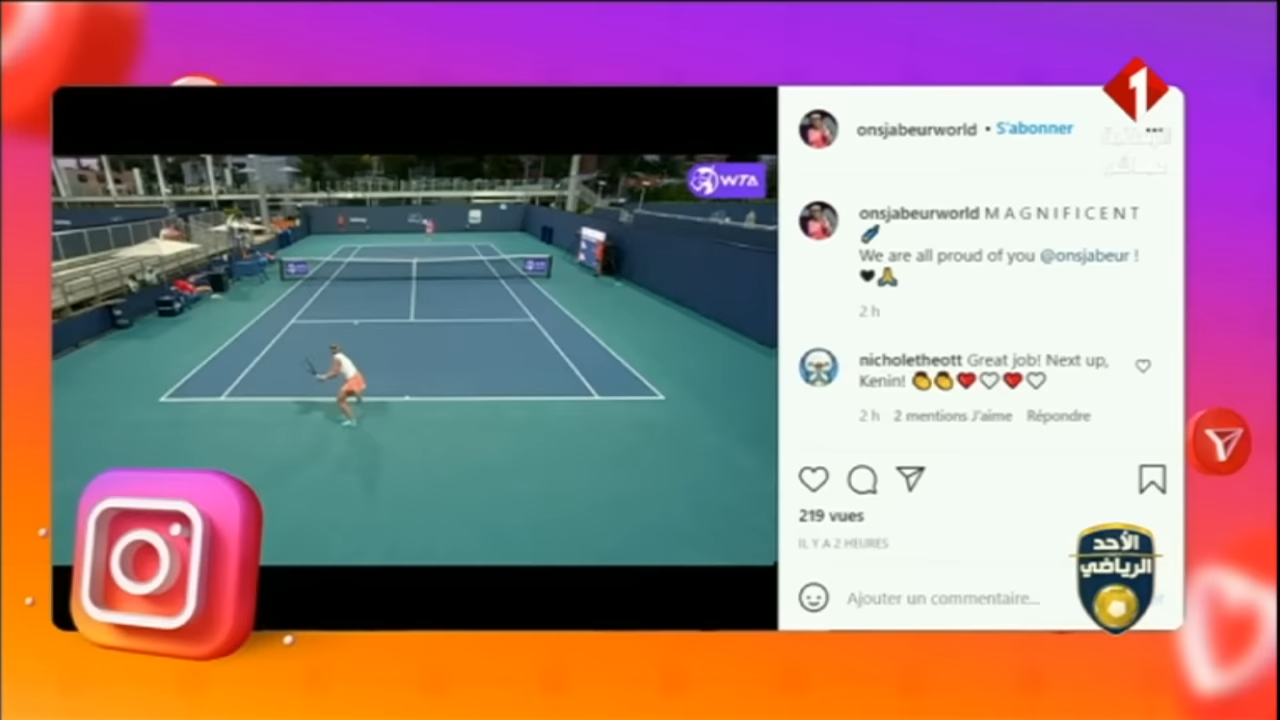 1
onsjabeurworld • S'abonner
WTA
onsjabeurworld M A G N I F I C E N T
We are all proud of you @onsjabeur !
2 h
nicholetheott Great job! Next up,
Kenin!
2 h 2 mentions J'aime Répondre
219 vues
IL Y A 2 HEURES
Ajouter un commentaire...
الأحد
الرياضي